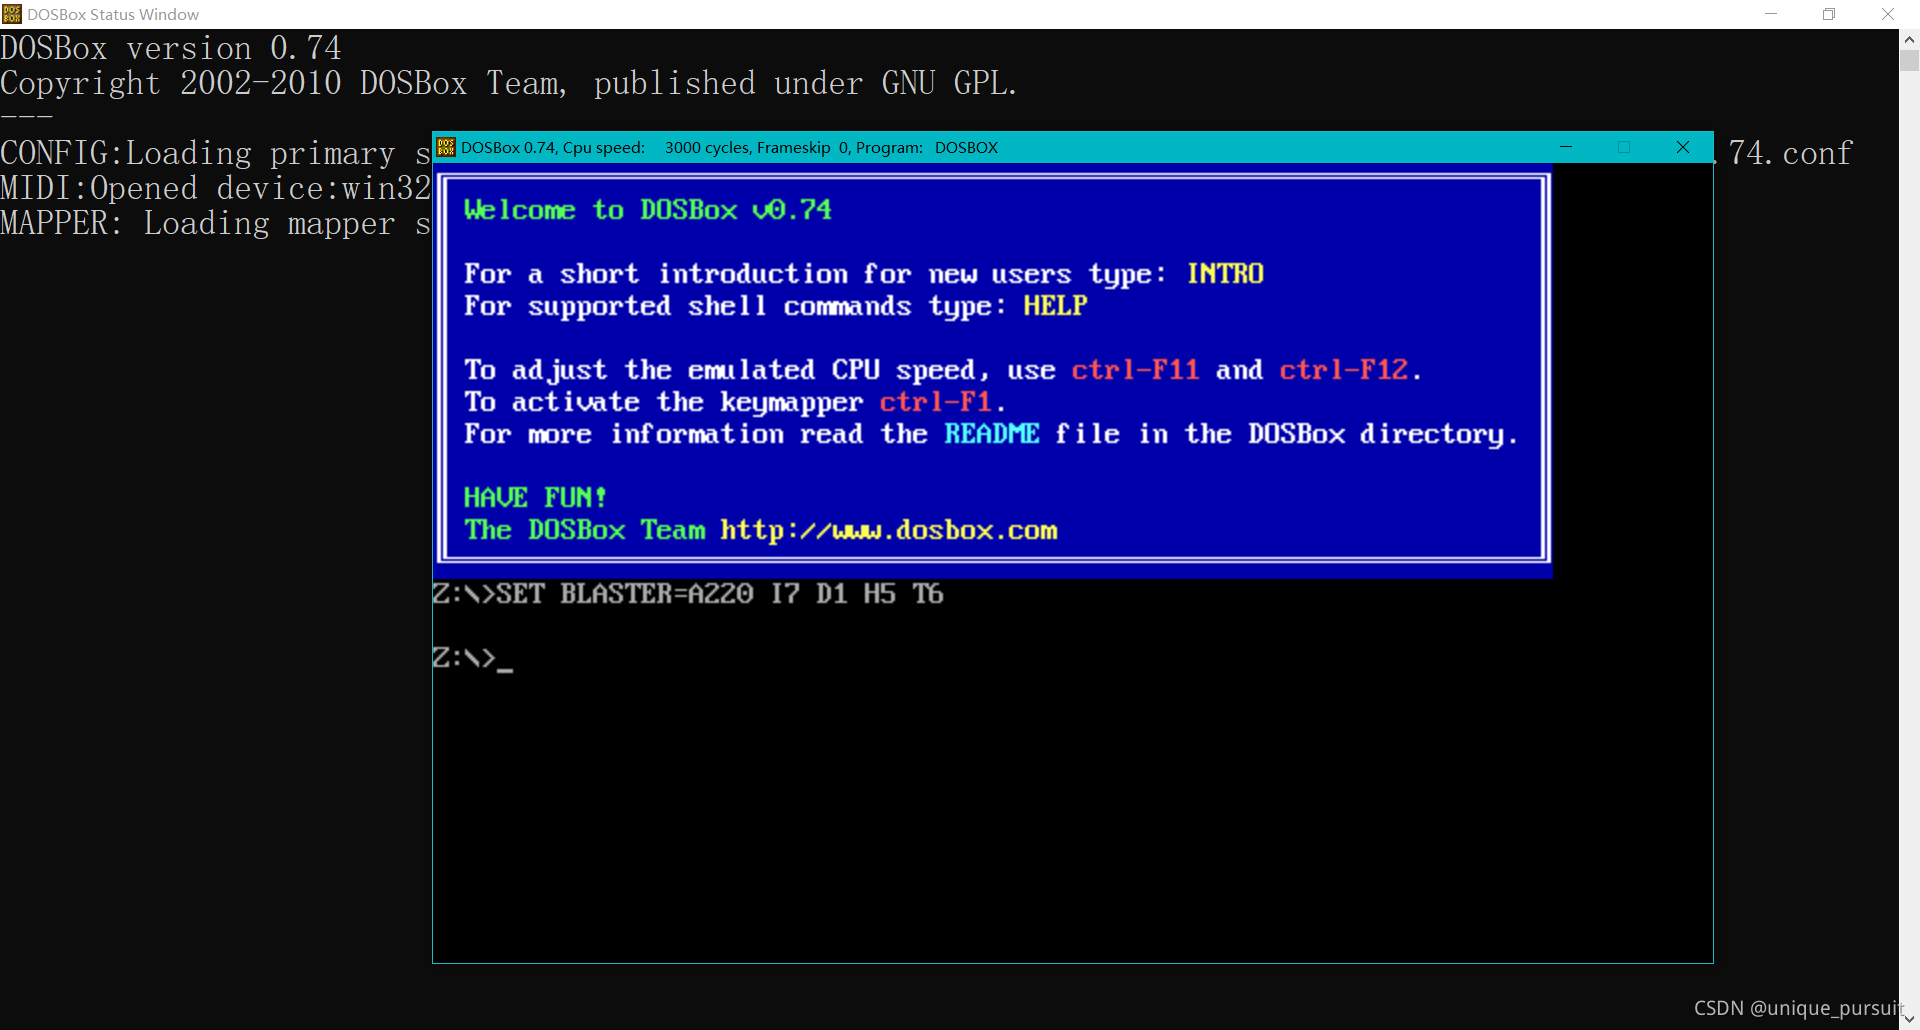 DOSBox Status Window
DOSBox version 0.74
Copyright 2002-2010 DOSBox Team, published under GNU GPL.
---
CONFIG:Loading primary s
.74.conf
MIDI:Opened device:win32
MAPPER: Loading mapper s
DOSBox 0.74, Cpu speed: 3000 cycles, Frameskip 0, Program: DOSBOX
Welcome to DOSBox v0.74
For a short introduction for new users type: INTRO
For supported shell commands type: HELP
To adjust the emulated CPU speed, use ctrl-F11 and ctrl-F12.
To activate the keymapper ctrl-F1.
For more information read the README file in the DOSBox directory.
HAVE FUN!
The DOSBox Team http://www.dosbox.com
Z:\>SET BLASTER=A220 I7 D1 H5 T6
Z:\>_
CSDN @unique_pursuit